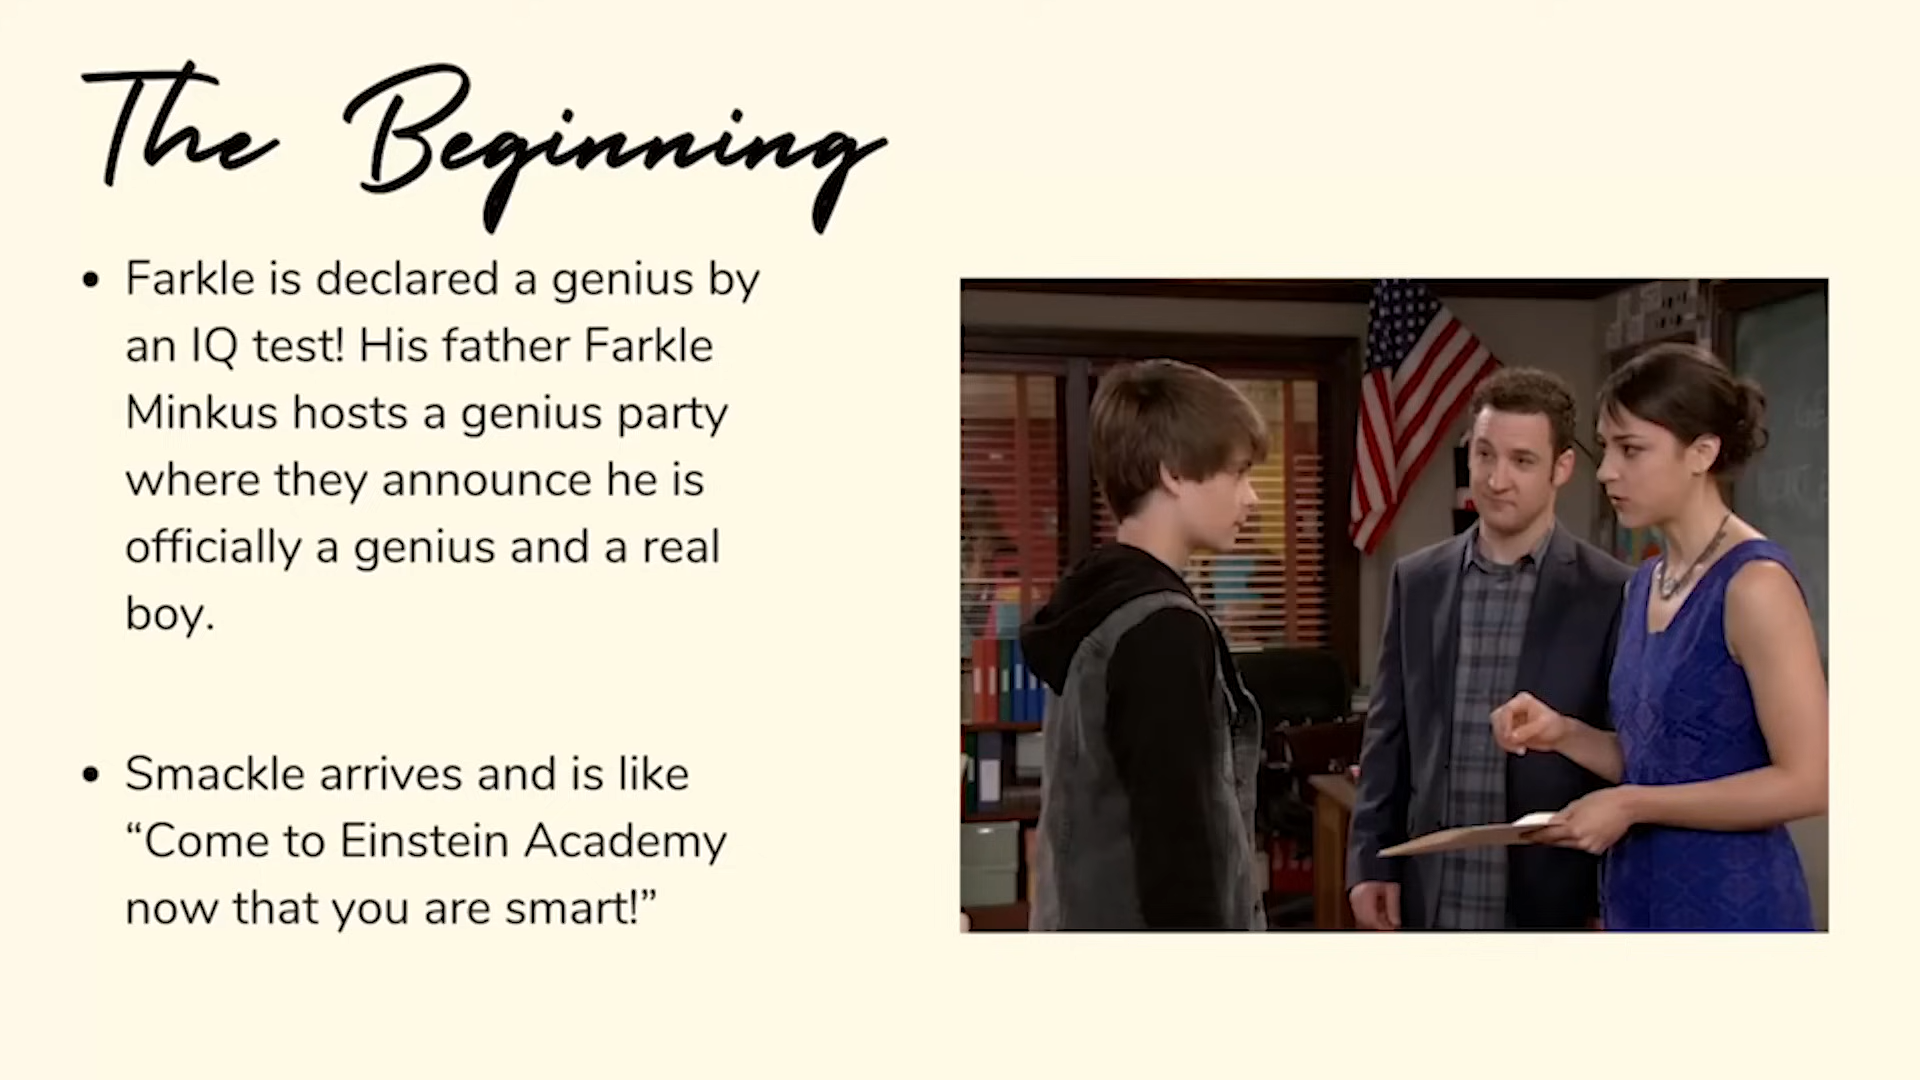 The Beginning
• Farkle is declared a genius by
an IQ test! His father Farkle
Minkus hosts a genius party
where they announce he is
officially a genius and a real
boy.
• Smackle arrives and is like
“Come to Einstein Academy
now that you are smart!”